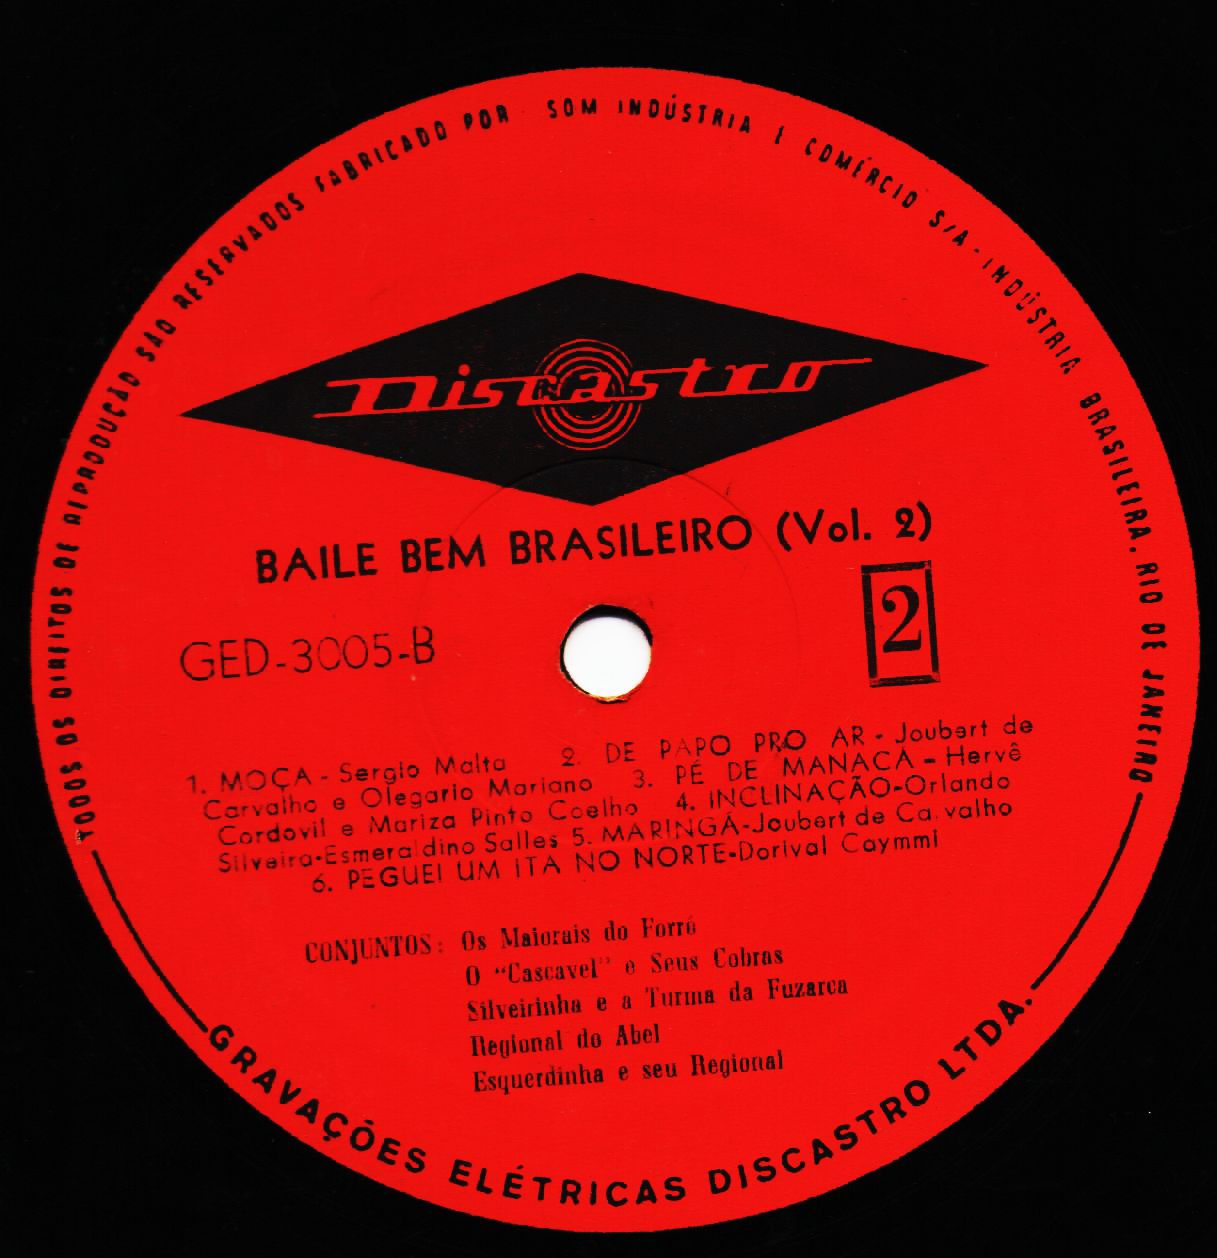 TODOS OS DIREITOS DE REPRODUÇÃO SÃO RESERVADOS FABRICADO POR SOM INDÚSTRIA E COMÉRCIO S/A - INDÚSTRIA BRASILEIRA. RIO DE JANEIRO
Discastro
BAILE BEM BRASILEIRO (Vol. 2)
GED-3005-B
2
1. MOÇA - Sergio Malta 2. DE PAPO PRO AR - Joubert de
Carvalho e Olegario Mariano 3. PÉ DE MANACÁ - Hervê
Cordovil e Mariza Pinto Coelho 4. INCLINAÇÃO-Orlando
Silveira-Esmeraldino Salles 5. MARINGÁ-Joubert de Carvalho
6. PEGUEI UM ITA NO NORTE-Dorival Caymmi
CONJUNTOS: Os Maiorais do Forró
O "Cascavel" e Seus Cobras
Silveirinha e a Turma da Fuzarca
Regional do Abel
Esquerdinha e seu Regional
GRAVAÇÕES ELÉTRICAS DISCASTRO LTDA.